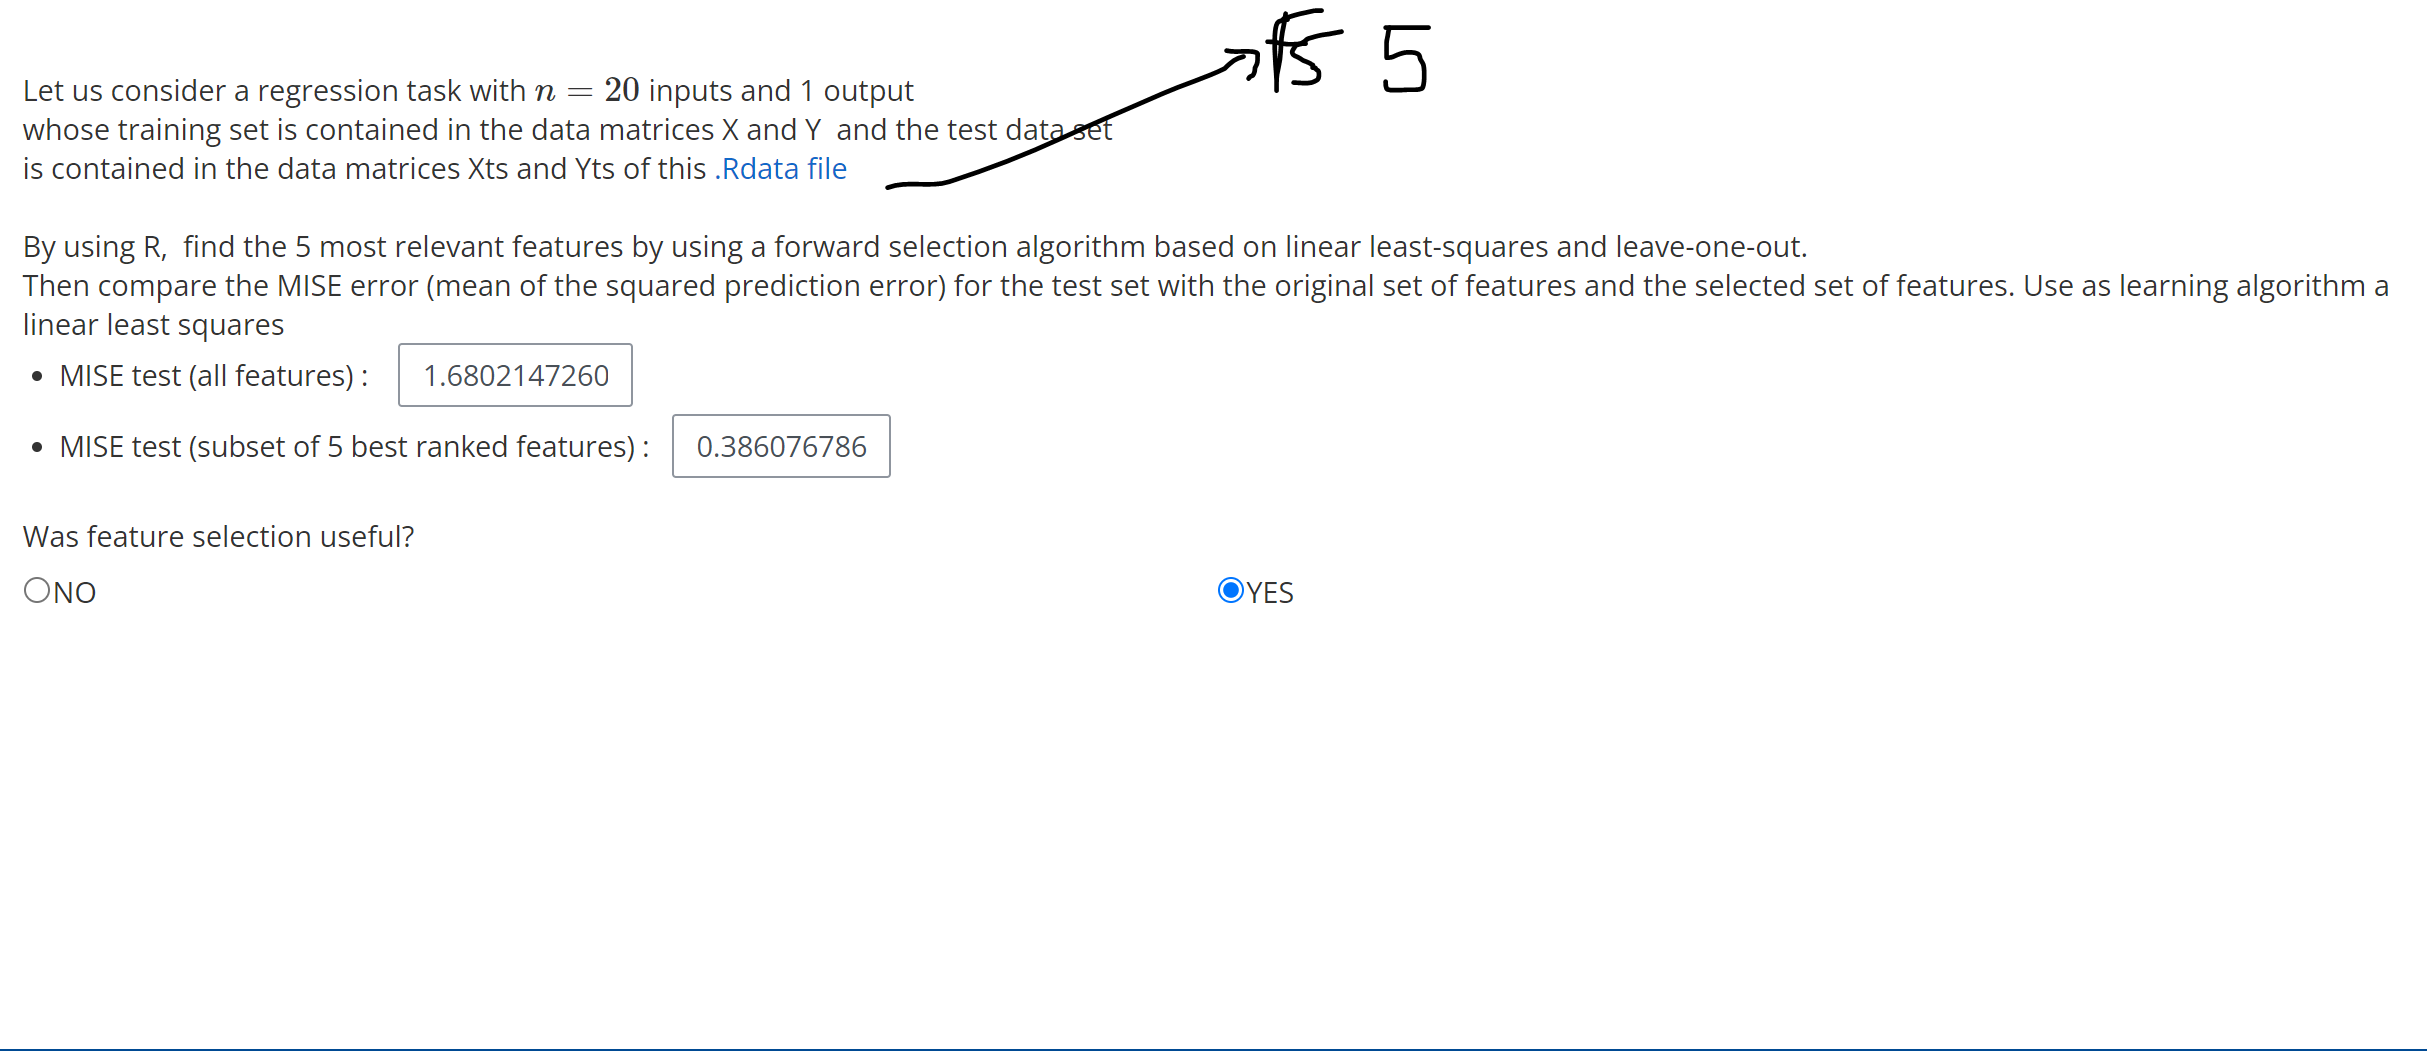 5
Let us consider a regression task with n = 20 inputs and 1 output
whose training set is contained in the data matrices X and Y and the test data set
is contained in the data matrices Xts and Yts of this .Rdata file
By using R, find the 5 most relevant features by using a forward selection algorithm based on linear least-squares and leave-one-out.
Then compare the MISE error (mean of the squared prediction error) for the test set with the original set of features and the selected set of features. Use as learning algorithm a
linear least squares
• MISE test (all features) : 1.6802147260
• MISE test (subset of 5 best ranked features) : 0.386076786
Was feature selection useful?
NO YES